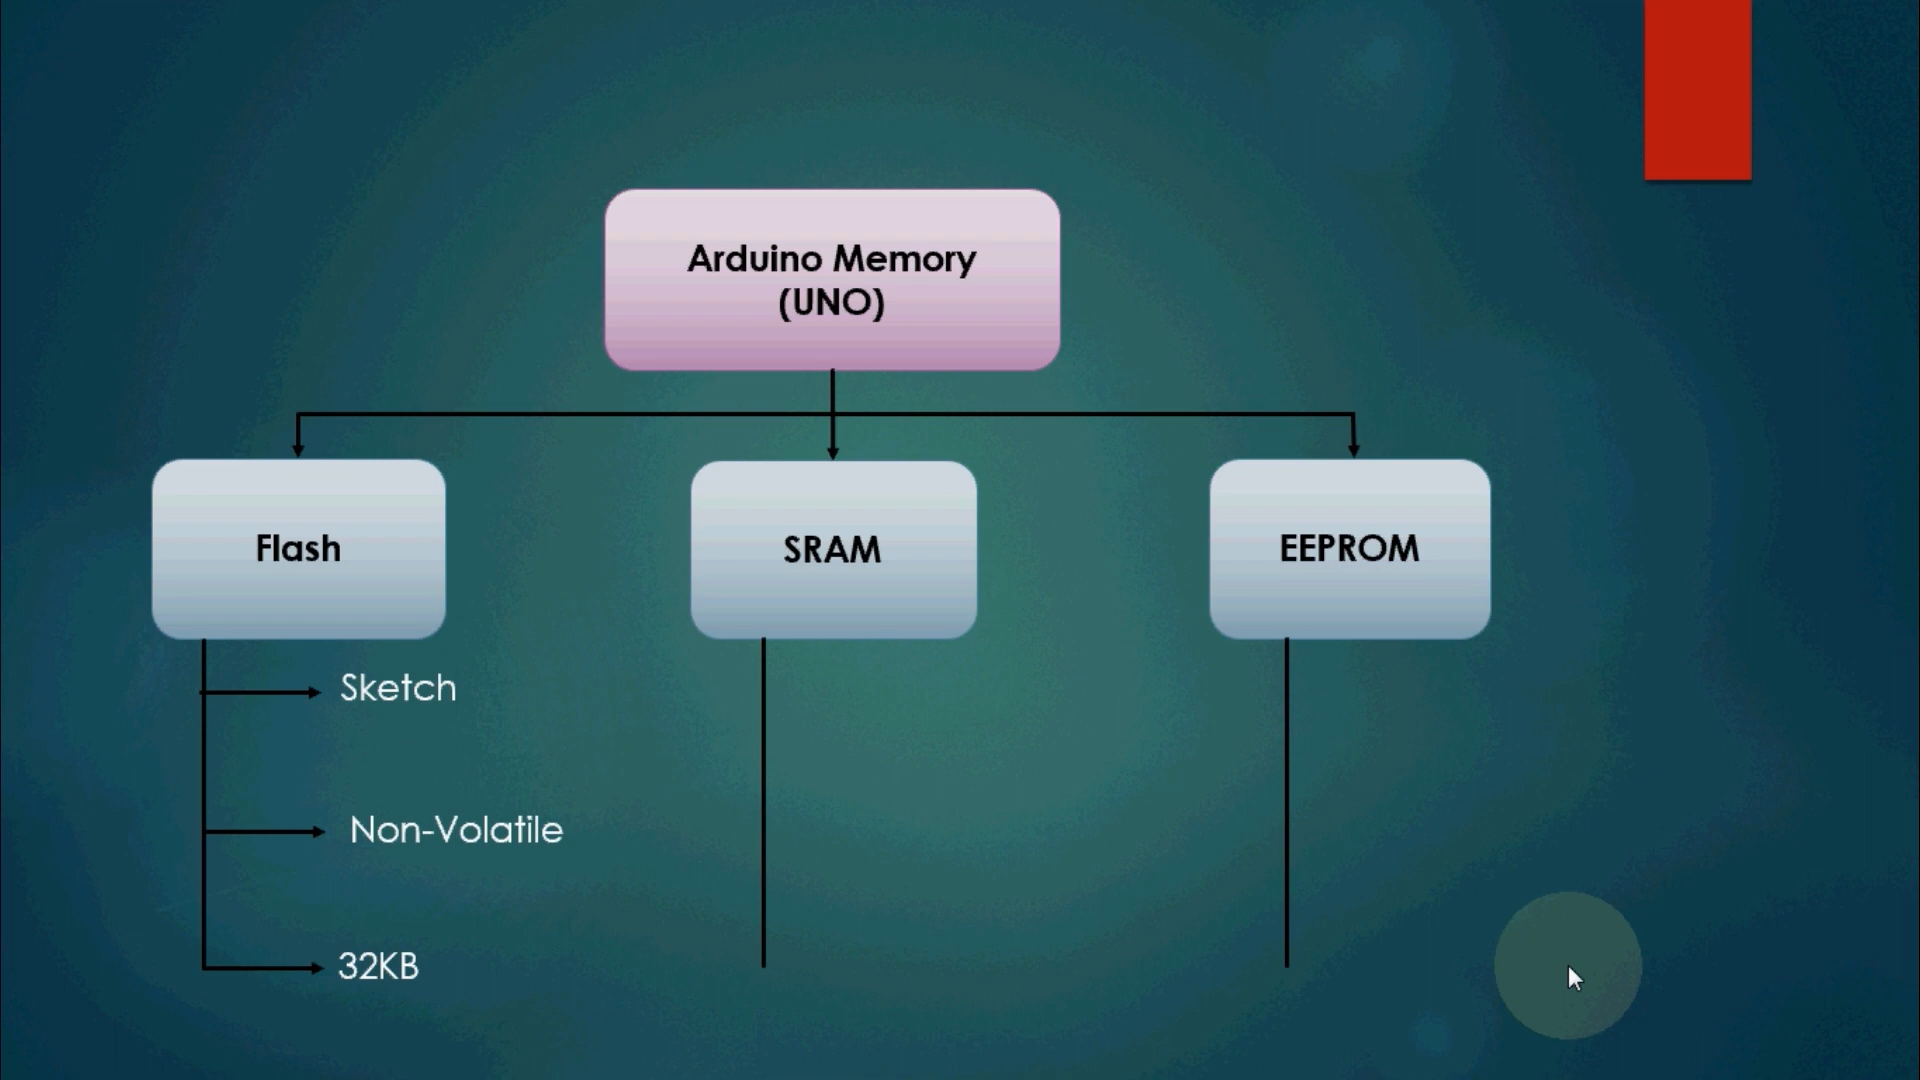 Arduino Memory
(UNO)
Flash
SRAM
EEPROM
Sketch
Non-Volatile
32KB